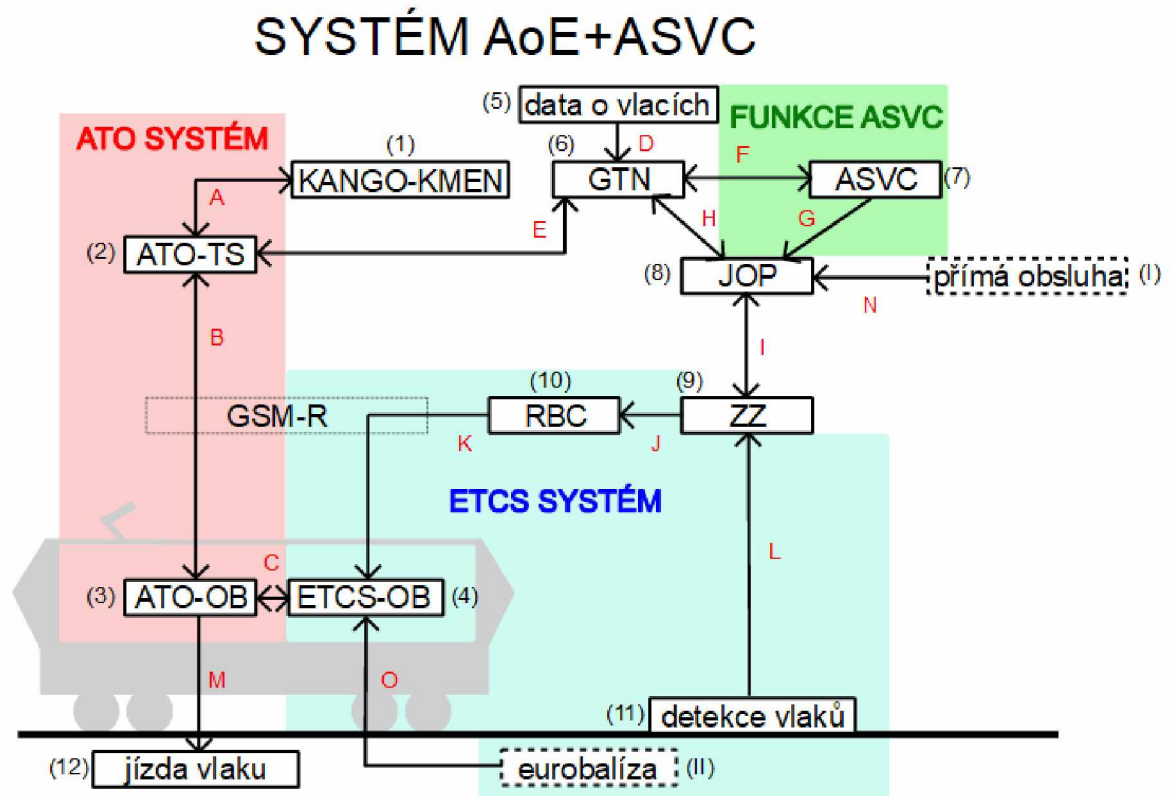 SYSTÉM AoE+ASVC
(5) data o vlacích
FUNKCE ASVC
ATO SYSTÉM
(1)
(6)
D
F
KANGO-KMEN
GTN
ASVC (7)
A
H
G
E
(2) ATO-TS
(8) JOP
přímá obsluha (I)
N
B
I
(10)
(9)
GSM-R
RBC
ZZ
K
J
ETCS SYSTÉM
L
C
(3) ATO-OB
ETCS-OB (4)
M
O
(11) detekce vlaků
(12) jízda vlaku
eurobalíza (II)